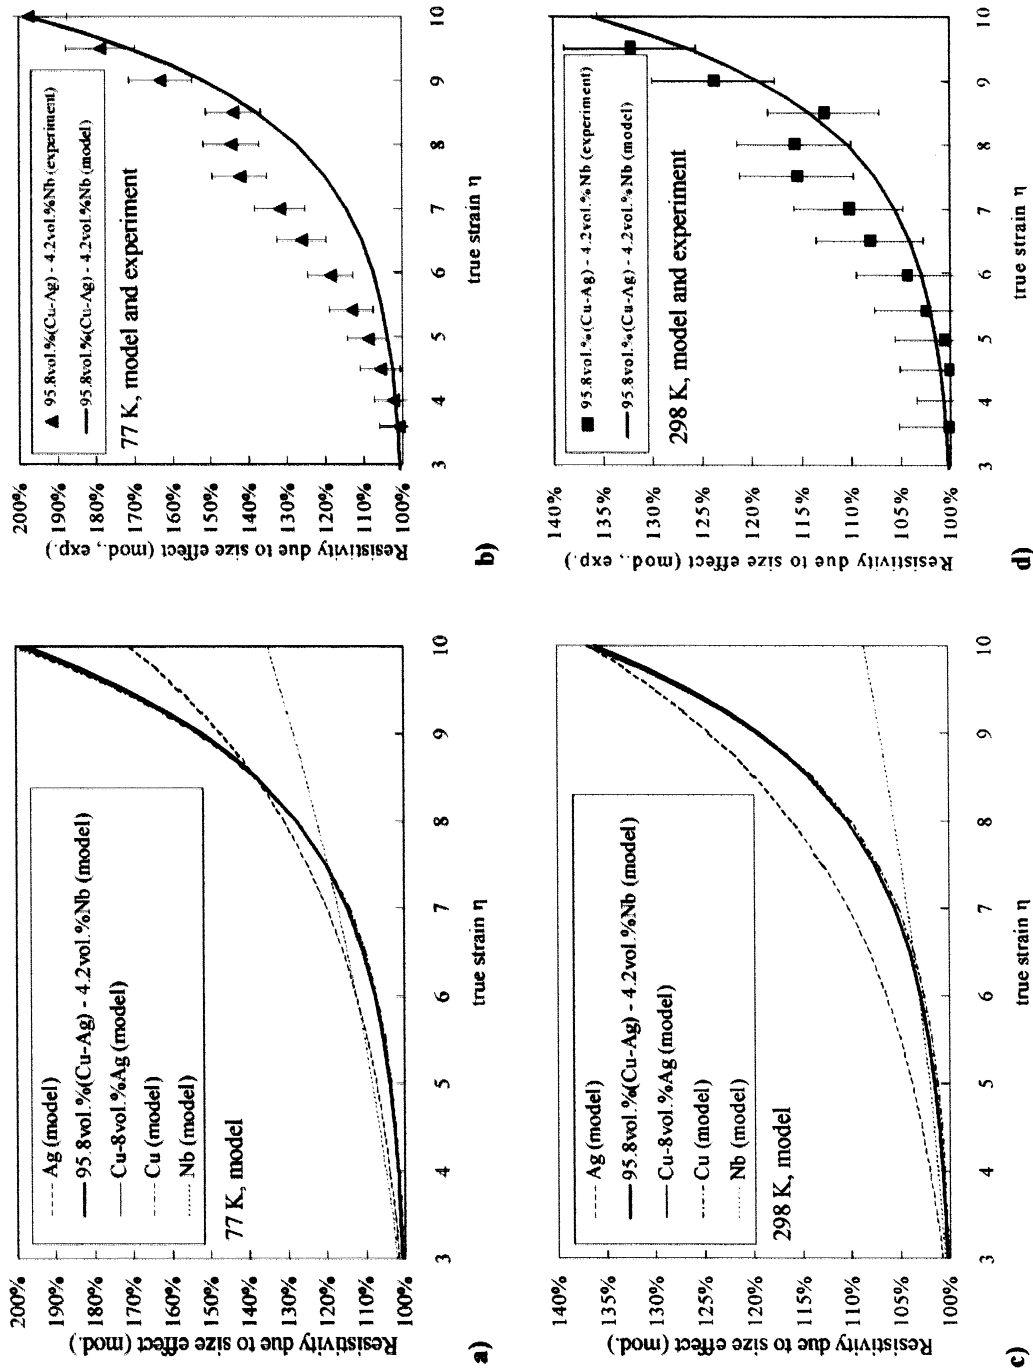 200%
190%
180%
170%
160%
150%
140%
130%
120%
110%
100%
Resistivity due to size effect (mod.)
Ag (model)
95.8vol.%(Cu-Ag) - 4.2vol.%Nb (model)
Cu-8vol.%Ag (model)
Cu (model)
Nb (model)
77 K, model
3 4 5 6 7 8 9 10
true strain η
a)
200%
190%
180%
170%
160%
150%
140%
130%
120%
110%
100%
Resistivity due to size effect (mod., exp.)
95.8vol.%(Cu-Ag) - 4.2vol.%Nb (experiment)
95.8vol.%(Cu-Ag) - 4.2vol.%Nb (model)
77 K, model and experiment
3 4 5 6 7 8 9 10
true strain η
b)
140%
135%
130%
125%
120%
115%
110%
105%
100%
Resistivity due to size effect (mod.)
Ag (model)
95.8vol.%(Cu-Ag) - 4.2vol.%Nb (model)
Cu-8vol.%Ag (model)
Cu (model)
Nb (model)
298 K, model
3 4 5 6 7 8 9 10
true strain η
c)
140%
135%
130%
125%
120%
115%
110%
105%
100%
Resistivity due to size effect (mod., exp.)
95.8vol.%(Cu-Ag) - 4.2vol.%Nb (experiment)
95.8vol.%(Cu-Ag) - 4.2vol.%Nb (model)
298 K, model and experiment
3 4 5 6 7 8 9 10
true strain η
d)